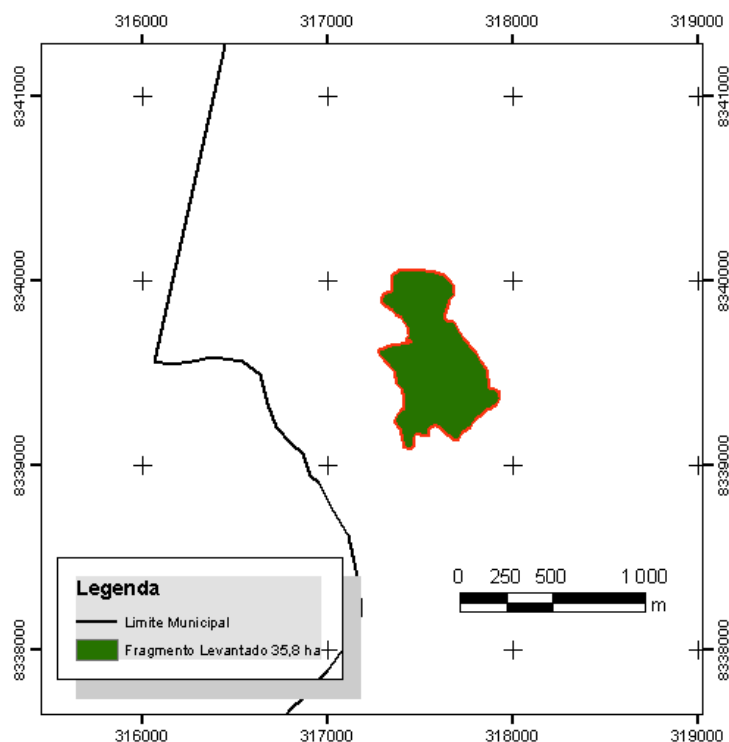 316000 317000 318000 319000
8341000 8341000
8340000 8340000
8339000 8339000
0 250 500 1 000
m
Legenda
Limite Municipal
Fragmento Levantado 35,8 ha
8338000 8338000
316000 317000 318000 319000